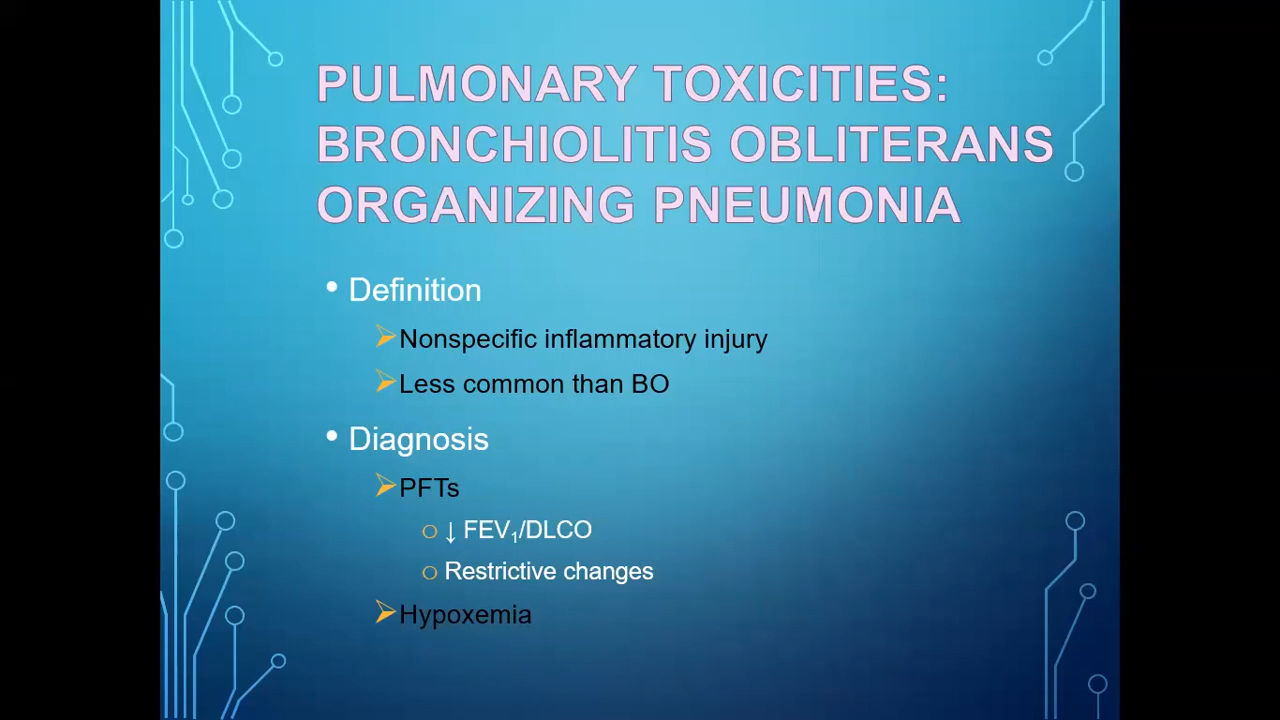 PULMONARY TOXICITIES:
BRONCHIOLITIS OBLITERANS
ORGANIZING PNEUMONIA
• Definition
➢Nonspecific inflammatory injury
➢Less common than BO
• Diagnosis
➢PFTs
○ ↓ FEV₁/DLCO
○ Restrictive changes
➢Hypoxemia